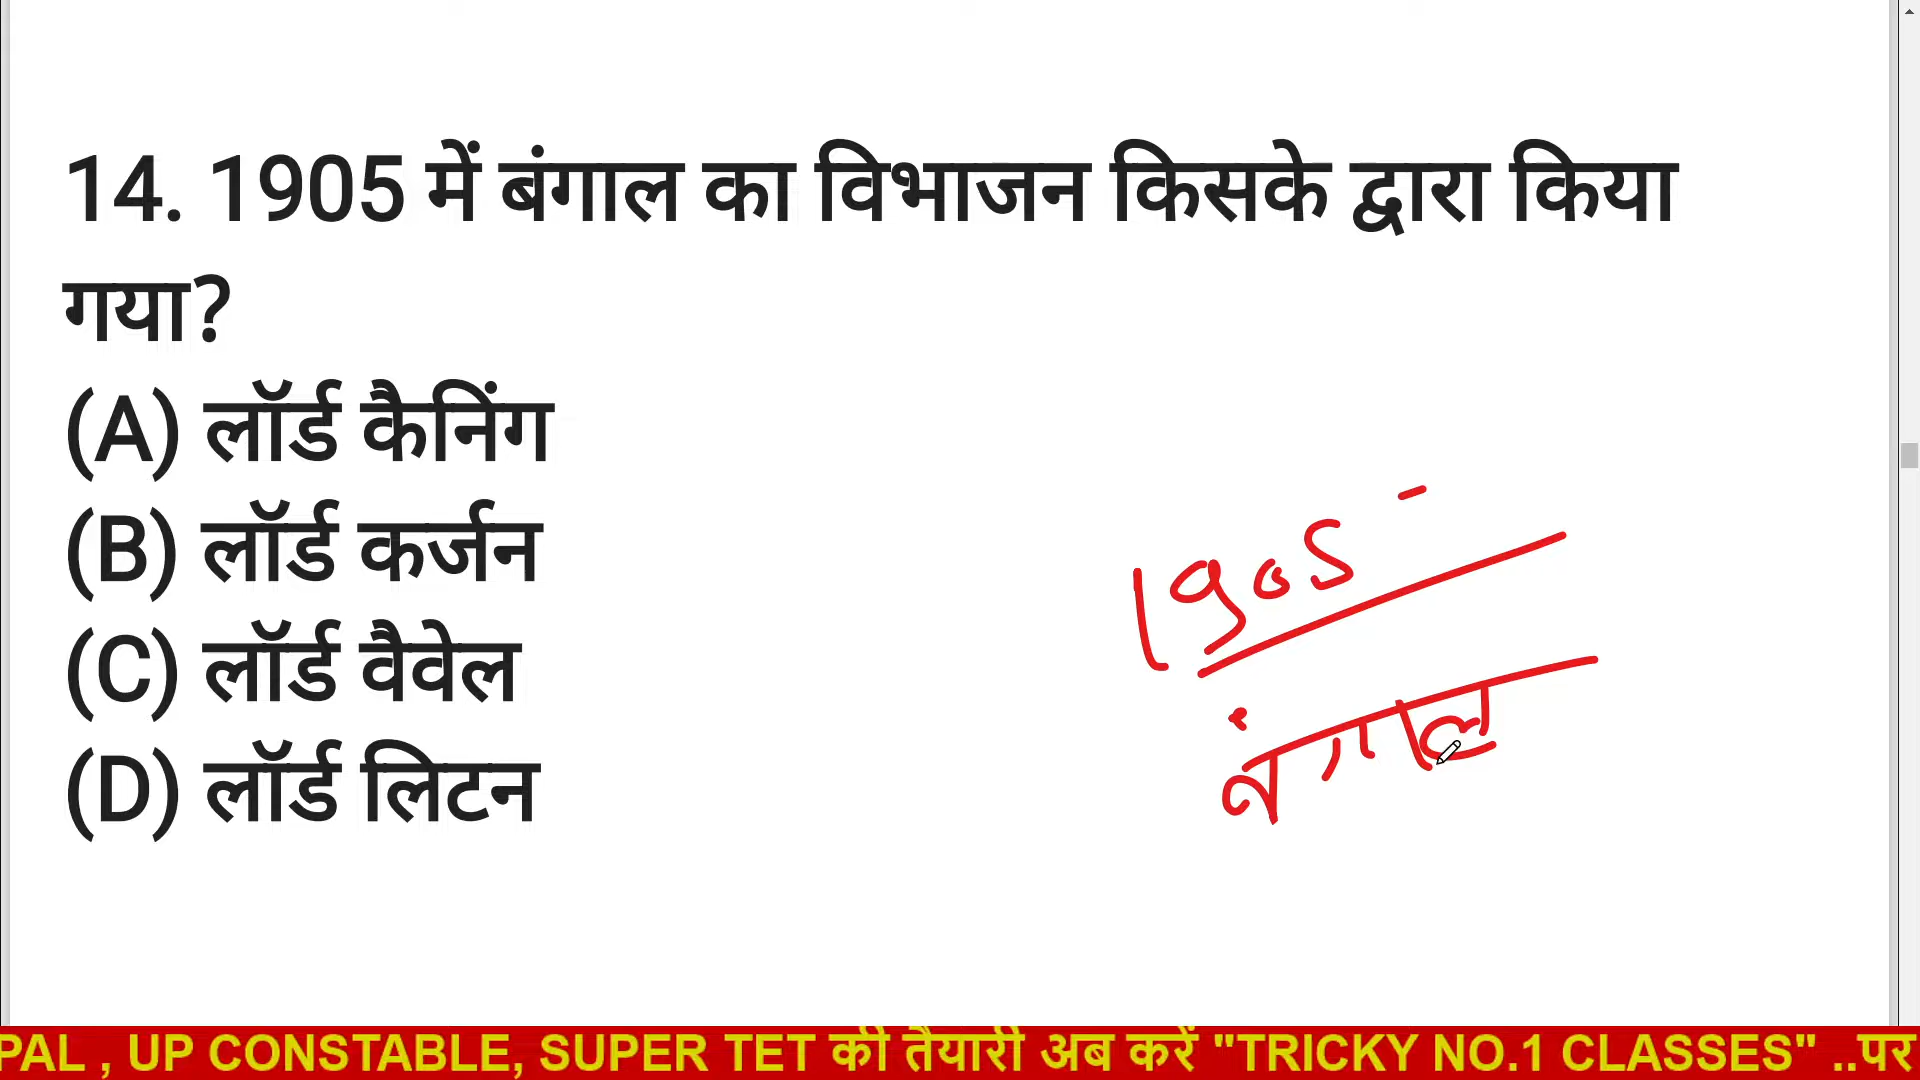 14. 1905 में बंगाल का विभाजन किसके द्वारा किया
गया?
(A) लॉर्ड कैनिंग
(B) लॉर्ड कर्जन
(C) लॉर्ड वैवेल
(D) लॉर्ड लिटन
1905 -
बंगाल
PAL , UP CONSTABLE, SUPER TET की तैयारी अब करें "TRICKY NO.1 CLASSES" ..पर